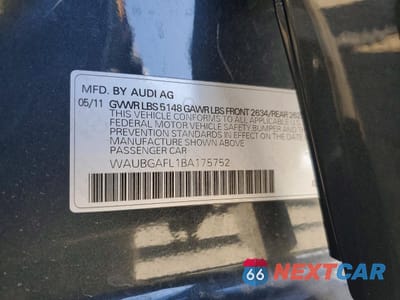 MFD. BY AUDI AG
05/11 GVWR LBS 5148 GAWR LBS FRONT 2634/REAR
THIS VEHICLE CONFORMS TO ALL APPLICABLE U.S.
FEDERAL MOTOR VEHICLE SAFETY BUMPER AND
PREVENTION STANDARDS IN EFFECT ON THE DATE
MANUFACTURE SHOWN ABOVE
PASSENGER CAR
WAUBGAFL1BA175752
66 NEXTCAR